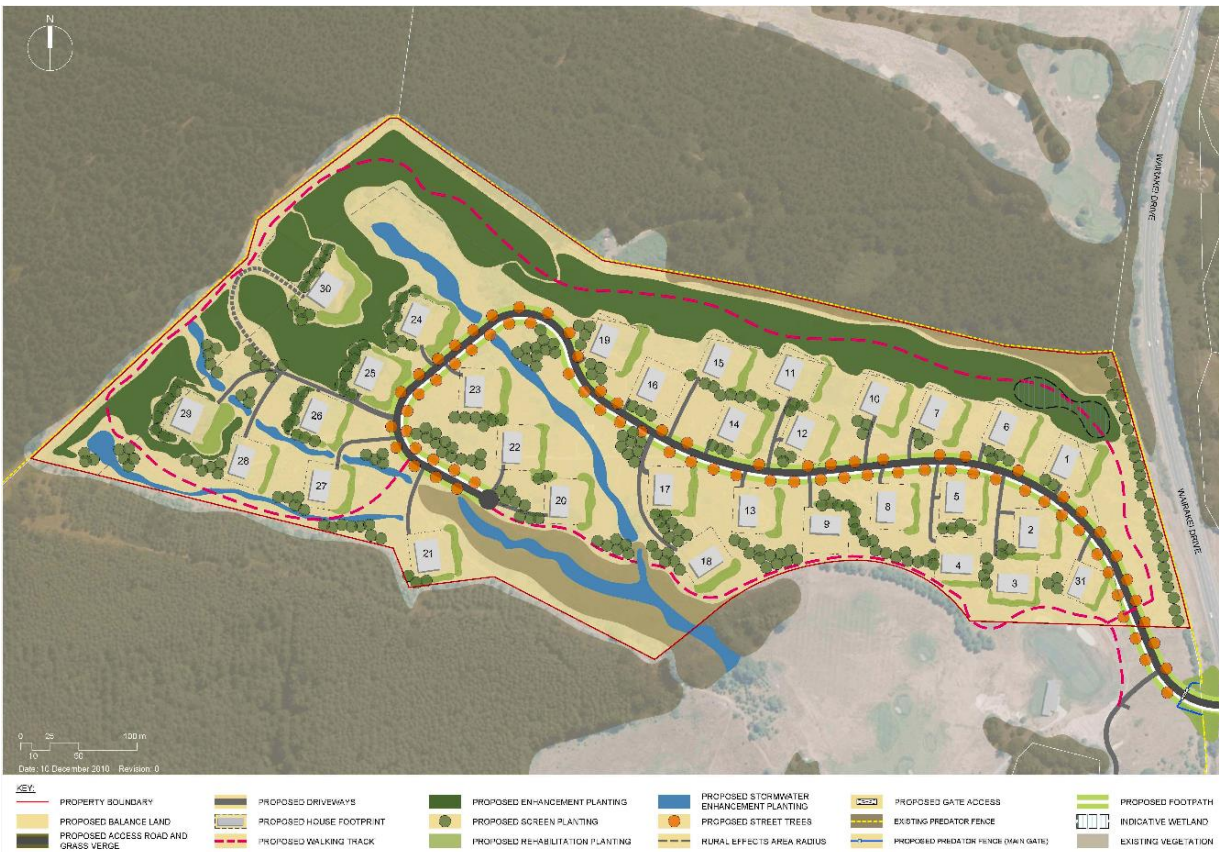 N
WAIRAKEI DRIVE
30
24
19
15
16
11
25
23
10
7
14
12
6
29
26
22
1
28
27
17
5
20
13
8
9
2
21
18
4
3
31
WAIRAKEI DRIVE
0 25 100 m
10 50
Date: 10 December 2010 Revision: 0
KEY:
PROPERTY BOUNDARY
PROPOSED DRIVEWAYS
PROPOSED ENHANCEMENT PLANTING
PROPOSED STORMWATER
ENHANCEMENT PLANTING
PROPOSED GATE ACCESS
PROPOSED FOOTPATH
PROPOSED BALANCE LAND
PROPOSED HOUSE FOOTPRINT
PROPOSED SCREEN PLANTING
PROPOSED STREET TREES
EXISTING PREDATOR FENCE
INDICATIVE WETLAND
PROPOSED ACCESS ROAD AND
GRASS VERGE
PROPOSED WALKING TRACK
PROPOSED REHABILITATION PLANTING
RURAL EFFECTS AREA RADIUS
PROPOSED PREDATOR FENCE (MAIN GATE)
EXISTING VEGETATION